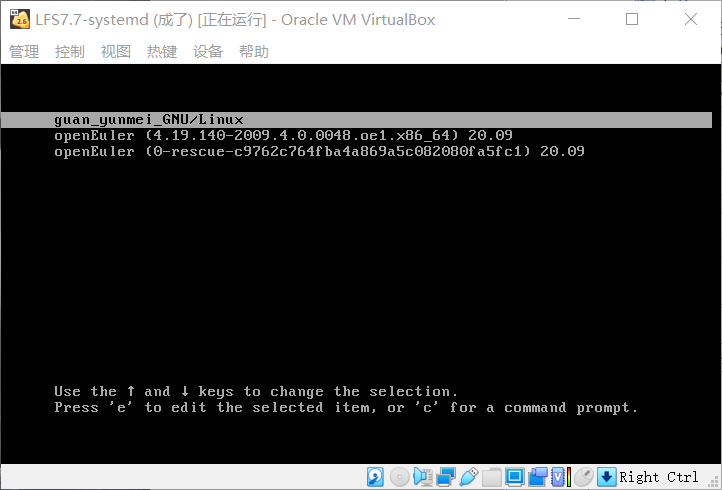 LFS7.7-systemd (成了) [正在运行] - Oracle VM VirtualBox
管理 控制 视图 热键 设备 帮助
guan_yunmei_GNU/Linux
openEuler (4.19.140-2009.4.0.0048.oe1.x86_64) 20.09
openEuler (0-rescue-c9762c764fba4a869a5c082080fa5fc1) 20.09
Use the ↑ and ↓ keys to change the selection.
Press 'e' to edit the selected item, or 'c' for a command prompt.
Right Ctrl